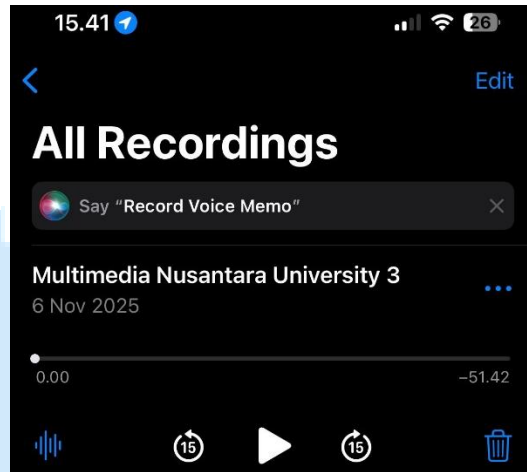 15.41 26
Edit
All Recordings
Say “Record Voice Memo”
Multimedia Nusantara University 3
6 Nov 2025
0.00 −51.42
15 15